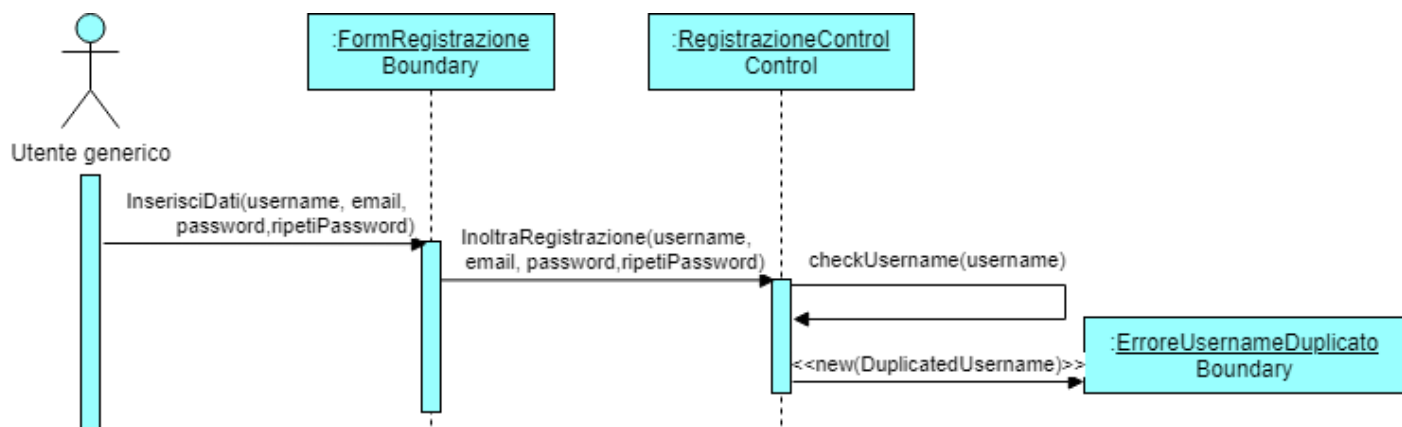 :FormRegistrazione
Boundary
:RegistrazioneControl
Control
Utente generico
InserisciDati(username, email,
password,ripetiPassword)
InoltraRegistrazione(username,
email, password,ripetiPassword)
checkUsername(username)
<<new(DuplicatedUsername)>>
:ErroreUsernameDuplicato
Boundary